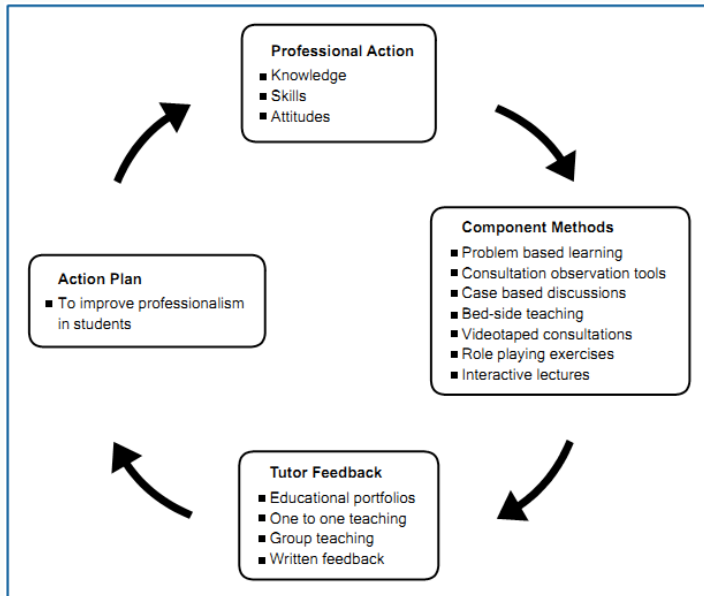 Professional Action
▪ Knowledge
▪ Skills
▪ Attitudes
Component Methods
▪ Problem based learning
▪ Consultation observation tools
▪ Case based discussions
▪ Bed-side teaching
▪ Videotaped consultations
▪ Role playing exercises
▪ Interactive lectures
Tutor Feedback
▪ Educational portfolios
▪ One to one teaching
▪ Group teaching
▪ Written feedback
Action Plan
▪ To improve professionalism
in students